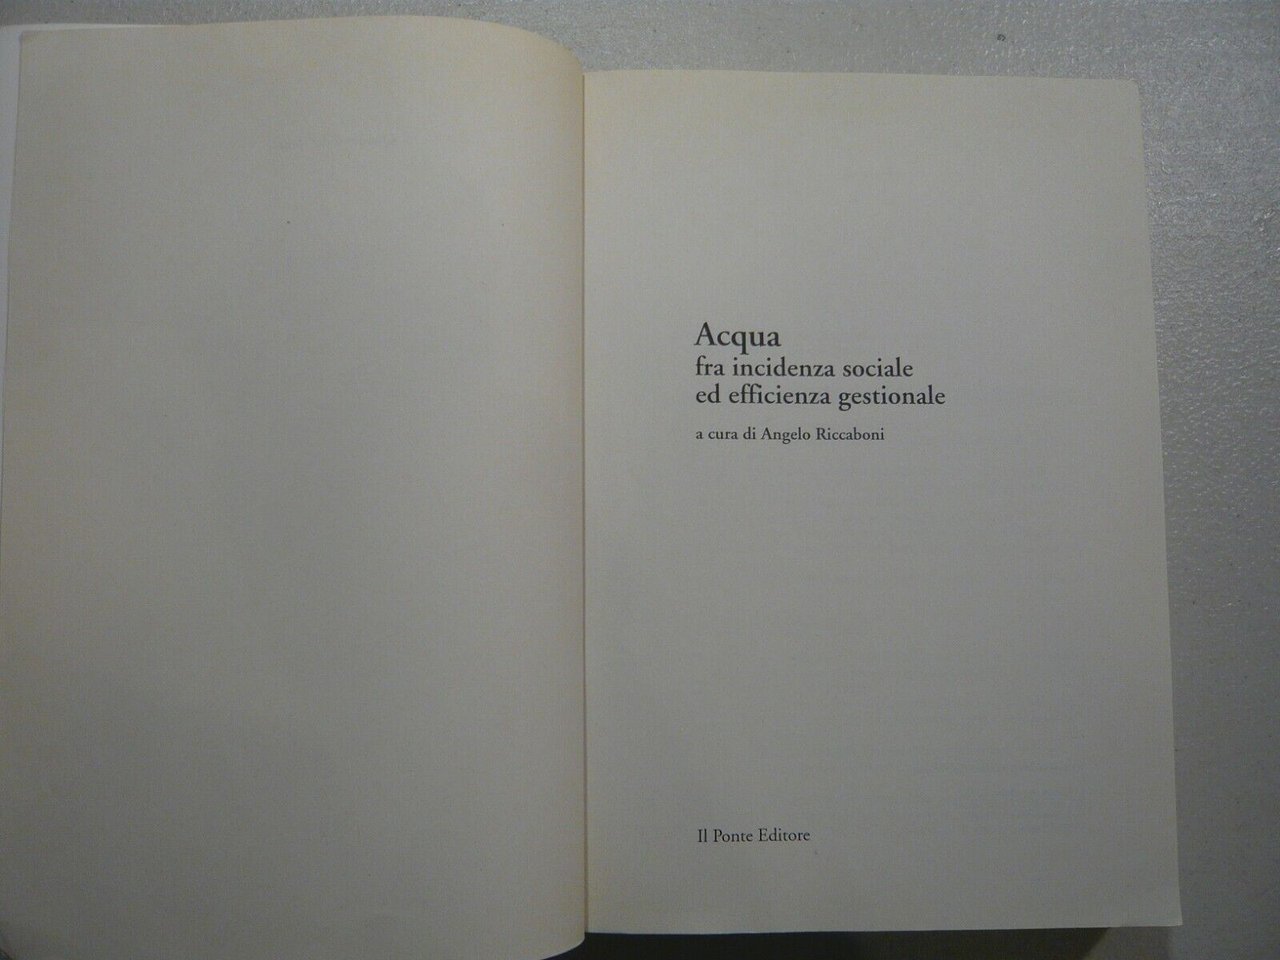 Acqua
fra incidenza sociale
ed efficienza gestionale
a cura di Angelo Riccaboni
Il Ponte Editore